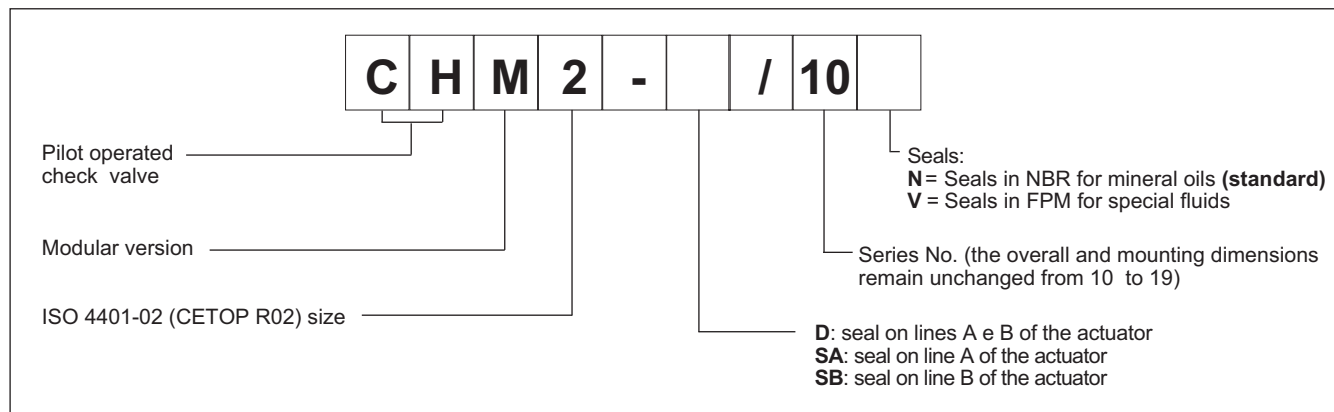 C H M 2 - / 10
Pilot operated
check valve
Modular version
ISO 4401-02 (CETOP R02) size
Seals:
N = Seals in NBR for mineral oils (standard)
V = Seals in FPM for special fluids
Series No. (the overall and mounting dimensions
remain unchanged from 10 to 19)
D: seal on lines A e B of the actuator
SA: seal on line A of the actuator
SB: seal on line B of the actuator